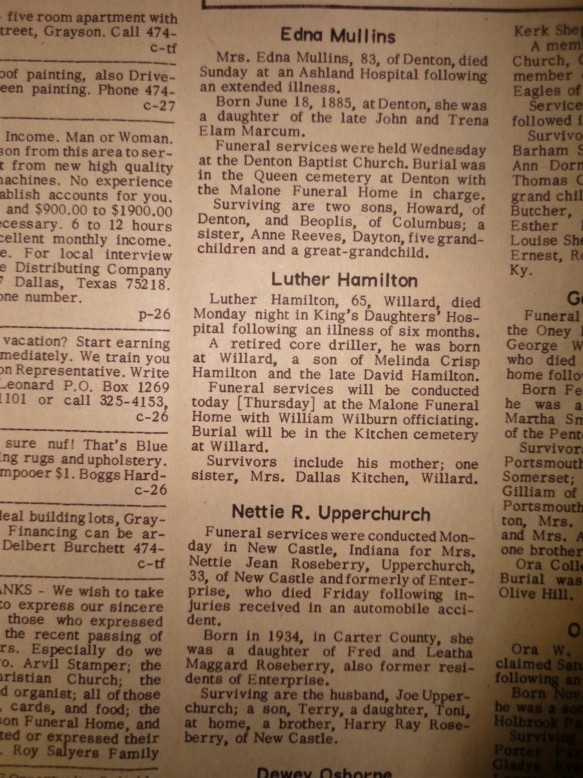 five room apartment with
treet, Grayson. Call 474-
c-tf
oof painting, also Drive-
een painting. Phone 474-
c-27
Income. Man or Woman.
son from this area to ser-
t from new high quality
machines. No experience
ablish accounts for you.
and $900.00 to $1900.00
ecessary. 6 to 12 hours
cellent monthly income.
e. For local interview
e Distributing Company
7 Dallas, Texas 75218.
one number.
p-26
vacation? Start earning
mediately. We train you
on Representative. Write
Leonard P.O. Box 1269
1101 or call 325-4153,
c-26
sure nuf! That's Blue
ing rugs and upholstery.
mpooer $1. Boggs Hard-
c-26
deal building lots, Gray-
Financing can be ar-
Delbert Burchett 474-
c-tf
ANKS - We wish to take
to express our sincere
those who expressed
the recent passing of
rs. Especially do we
o. Arvil Stamper; the
hristian Church; the
d organist; all of those
, cards, and food; the
son Funeral Home, and
ted or expressed their
. Roy Salyers Family
Edna Mullins
Mrs. Edna Mullins, 83, of Denton, died
Sunday at an Ashland Hospital following
an extended illness.
Born June 18, 1885, at Denton, she was
a daughter of the late John and Trena
Elam Marcum.
Funeral services were held Wednesday
at the Denton Baptist Church. Burial was
in the Queen cemetery at Denton with
the Malone Funeral Home in charge.
Surviving are two sons, Howard, of
Denton, and Beoplis, of Columbus; a
sister, Anne Reeves, Dayton, five grand-
children and a great-grandchild.
Luther Hamilton
Luther Hamilton, 65, Willard, died
Monday night in King's Daughters' Hos-
pital following an illness of six months.
A retired core driller, he was born
at Willard, a son of Melinda Crisp
Hamilton and the late David Hamilton.
Funeral services will be conducted
today [Thursday] at the Malone Funeral
Home with William Wilburn officiating.
Burial will be in the Kitchen cemetery
at Willard.
Survivors include his mother; one
sister, Mrs. Dallas Kitchen, Willard.
Nettie R. Upperchurch
Funeral services were conducted Mon-
day in New Castle, Indiana for Mrs.
Nettie Jean Roseberry, Upperchurch,
33, of New Castle and formerly of Enter-
prise, who died Friday following in-
juries received in an automobile acci-
dent.
Born in 1934, in Carter County, she
was a daughter of Fred and Leatha
Maggard Roseberry, also former resi-
dents of Enterprise.
Surviving are the husband, Joe Upper-
church; a son, Terry, a daughter, Toni,
at home, a brother, Harry Ray Rose-
berry, of New Castle.
Dewey Osborne
Kerk She
A mem
Church,
member
Eagles of
Service
followed i
Survivo
Barham S
Ann Dorn
Thomas C
grand chil
Butcher,
Esther
Louise She
Ernest, Ro
Ky.
Funeral
the Oney
George W
who died
home follo
Born Fe
he was a
Martha Sm
of the Pent
Survivors
Portsmouth
Somerset;
Gilliam of
Portsmouth
ton, Mrs.
and Mrs. A
one brother
Ora Colle
Burial was
Olive Hill.
Ora W.
claimed Satu
following an
Born Nov
he was a so
Holbrook P
Surviving
Porter Pa
Gladys